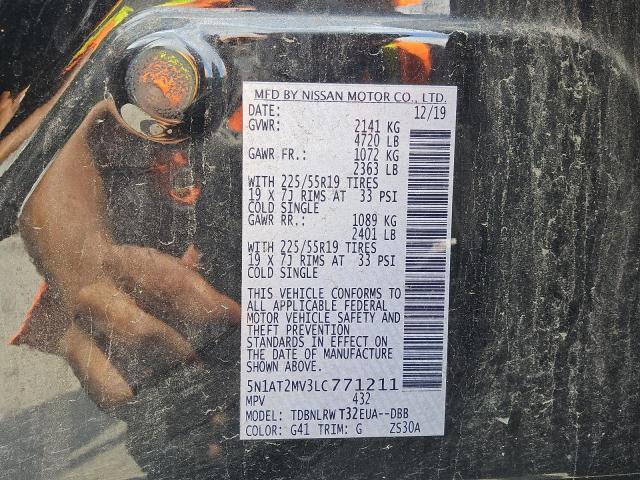 MFD BY NISSAN MOTOR CO., LTD.
DATE: 12/19
GVWR: 2141 KG
4720 LB
GAWR FR.: 1072 KG
2363 LB
WITH 225/55R19 TIRES
19 X 7J RIMS AT 33 PSI
COLD SINGLE
GAWR RR.: 1089 KG
2401 LB
WITH 225/55R19 TIRES
19 X 7J RIMS AT 33 PSI
COLD SINGLE
THIS VEHICLE CONFORMS TO
ALL APPLICABLE FEDERAL
MOTOR VEHICLE SAFETY AND
THEFT PREVENTION
STANDARDS IN EFFECT ON
THE DATE OF MANUFACTURE
SHOWN ABOVE.
5N1AT2MV3LC771211
MPV 432
MODEL: TDBNLRW T32EUA--DBB
COLOR: G41 TRIM: G ZS30A